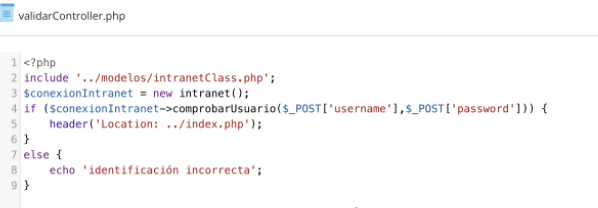 validarController.php
1 <?php
2 include '../modelos/intranetClass.php';
3 $conexionIntranet = new intranet();
4 if ($conexionIntranet->comprobarUsuario($_POST['username'],$_POST['password'])) {
5     header('Location: ../index.php');
6 }
7 else {
8     echo 'identificación incorrecta';
9 }